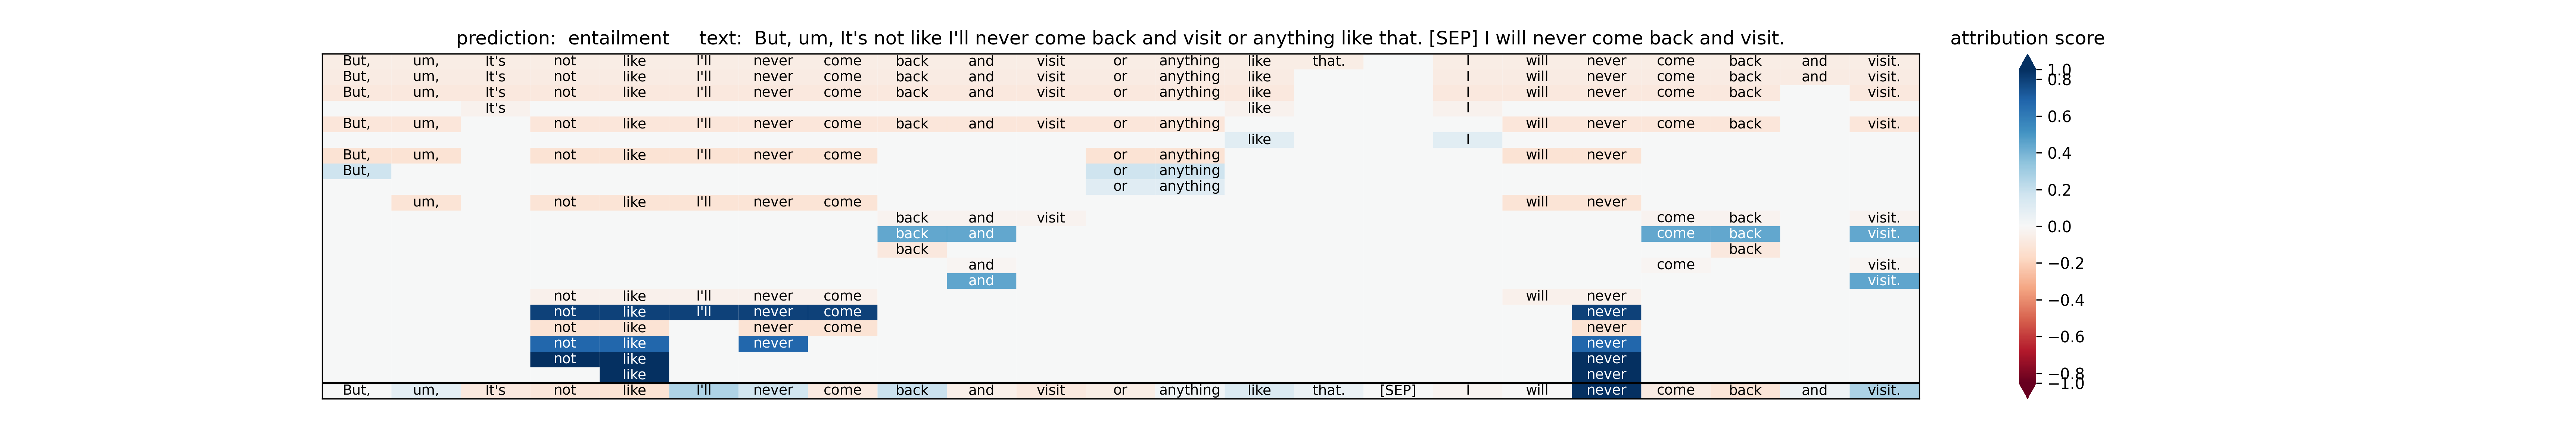 prediction:  entailment     text:  But, um, It's not like I'll never come back and visit or anything like that. [SEP] I will never come back and visit.
attribution score
But, um, It's not like I'll never come back and visit or anything like that. I will never come back and visit.
But, um, It's not like I'll never come back and visit or anything like I will never come back and visit.
But, um, It's not like I'll never come back and visit or anything like I will never come back visit.
It's like I
But, um, not like I'll never come back and visit or anything will never come back visit.
like I
But, um, not like I'll never come or anything will never
But, or anything
or anything
um, not like I'll never come will never
back and visit come back visit.
back and come back visit.
back back
and come visit.
and visit.
not like I'll never come will never
not like I'll never come never
not like never come never
not like never never
not like never
like never
But, um, It's not like I'll never come back and visit or anything like that. [SEP] I will never come back and visit.
1.0
0.8
0.6
0.4
0.2
0.0
−0.2
−0.4
−0.6
−0.8
−1.0